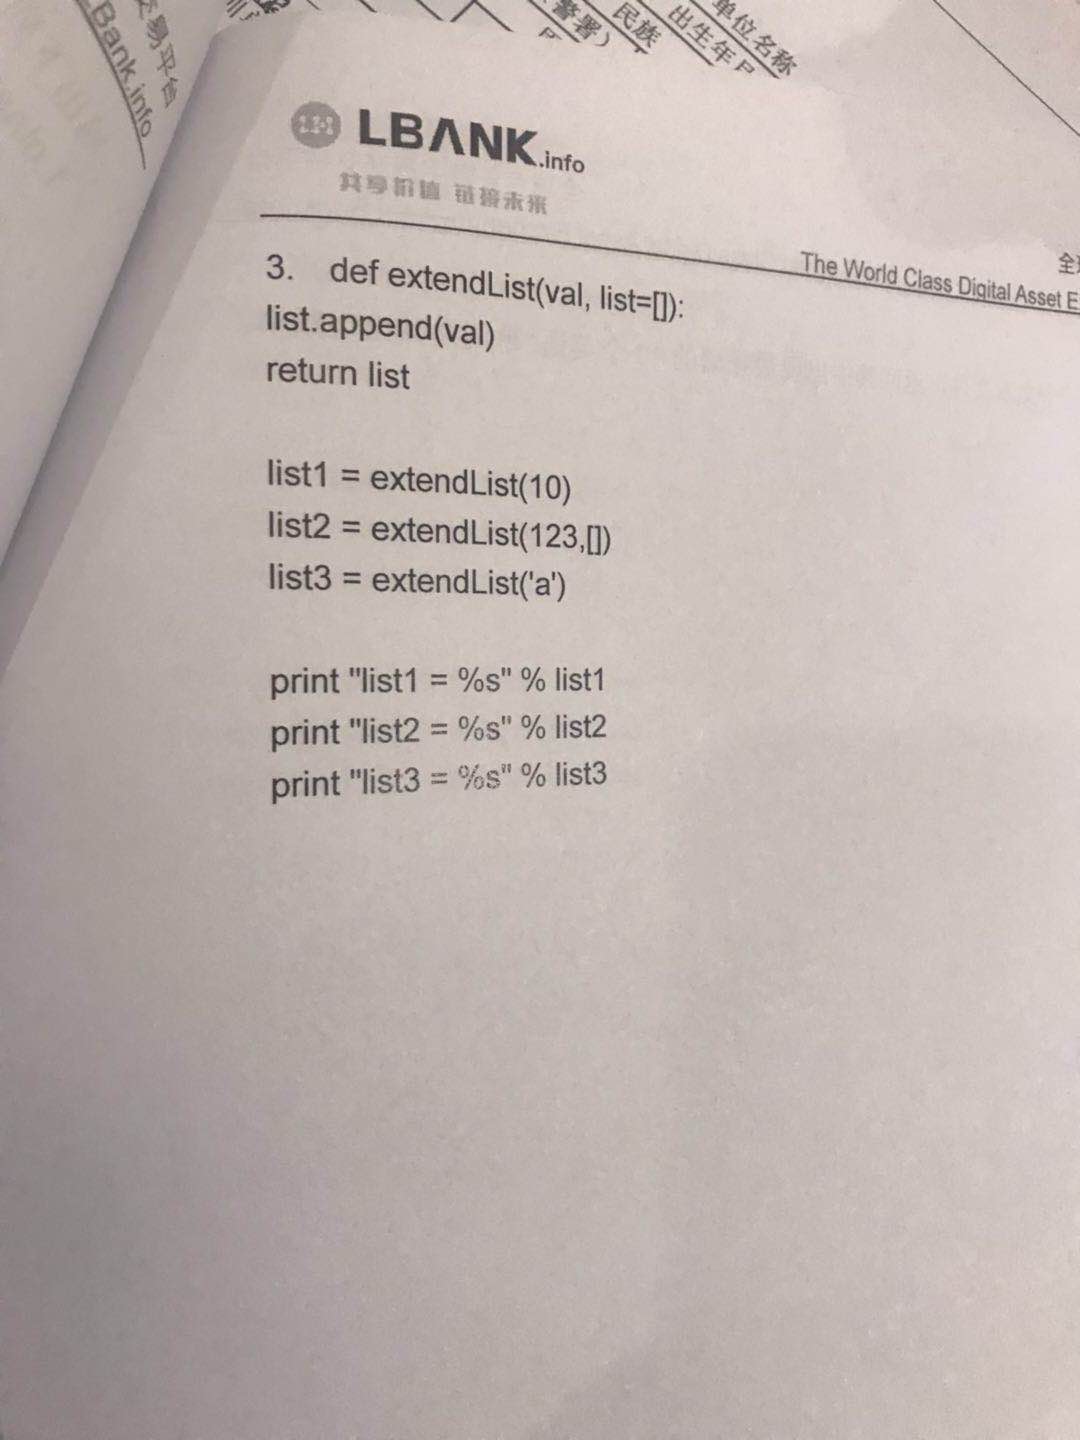 交易平台
LBank.info
警署）
民族
出生年
单位名称
LBANK.info
共享价值 链接未来
The World Class Digital Asset E
3. def extendList(val, list=[]):
list.append(val)
return list
list1 = extendList(10)
list2 = extendList(123,[])
list3 = extendList('a')
print "list1 = %s" % list1
print "list2 = %s" % list2
print "list3 = %s" % list3